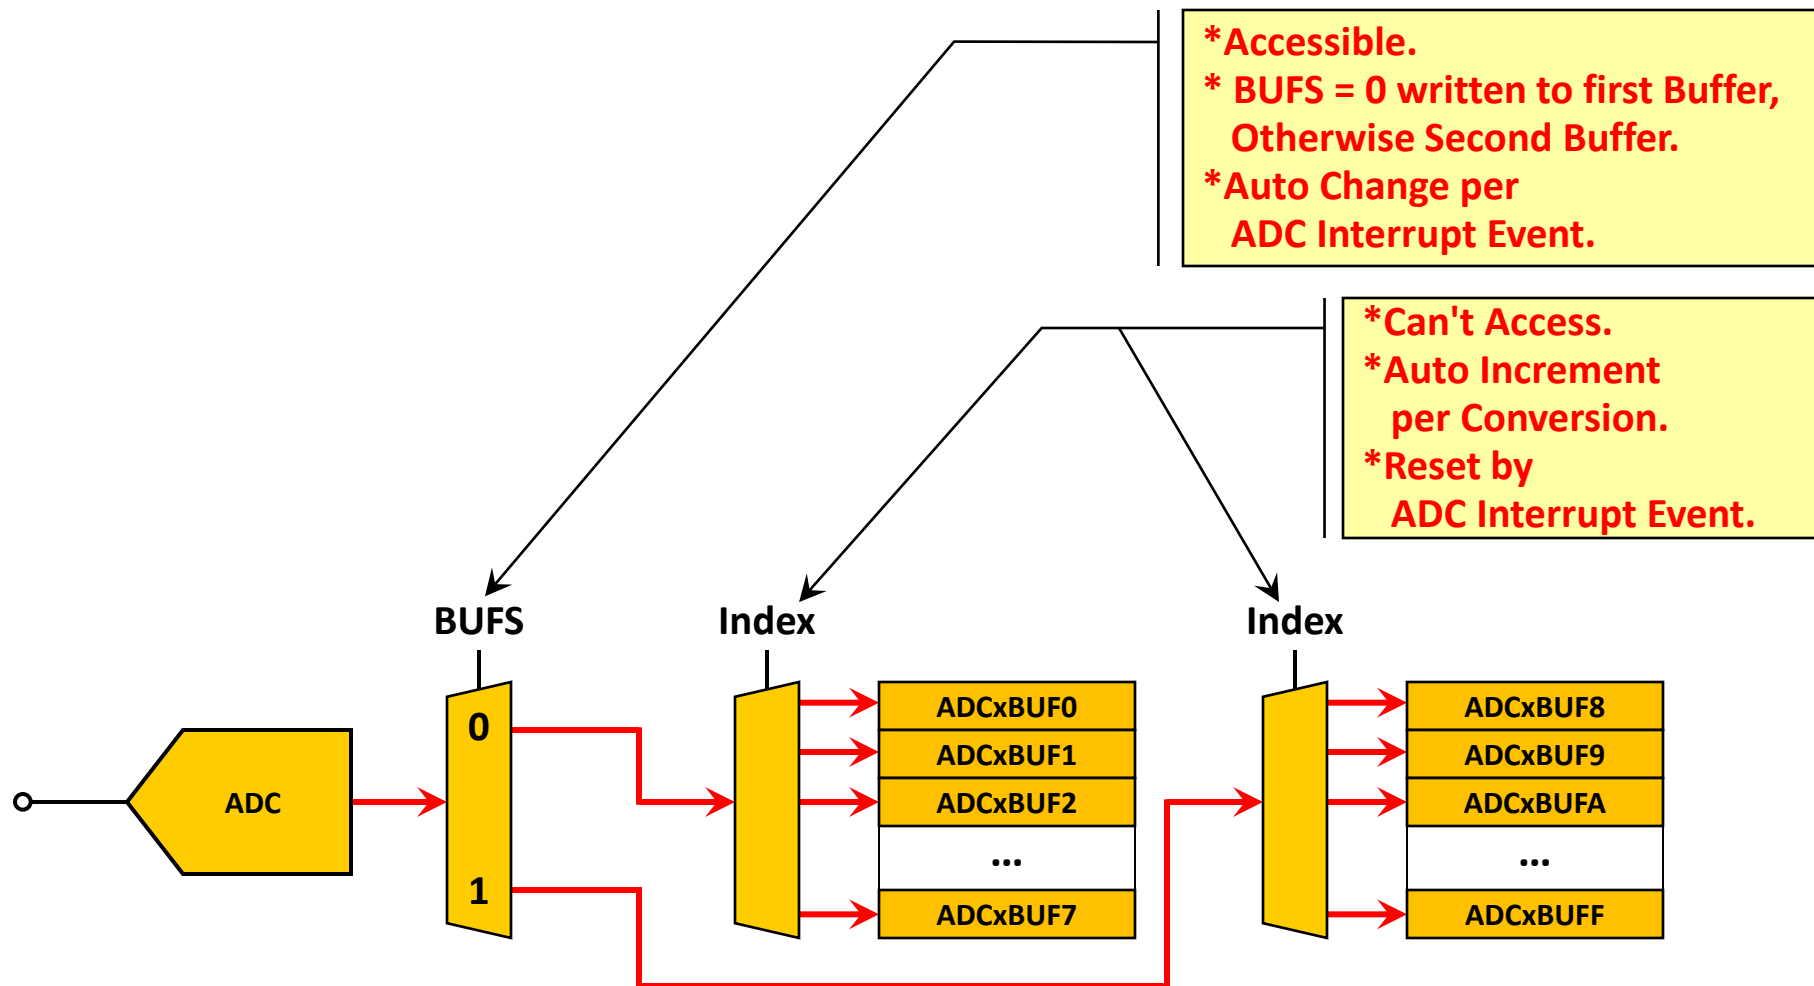 *Accessible.
* BUFS = 0 written to first Buffer,
Otherwise Second Buffer.
*Auto Change per
ADC Interrupt Event.
*Can't Access.
*Auto Increment
per Conversion.
*Reset by
ADC Interrupt Event.
BUFS
Index
Index
0
1
ADC
ADCxBUF0
ADCxBUF1
ADCxBUF2
...
ADCxBUF7
ADCxBUF8
ADCxBUF9
ADCxBUFA
...
ADCxBUFF